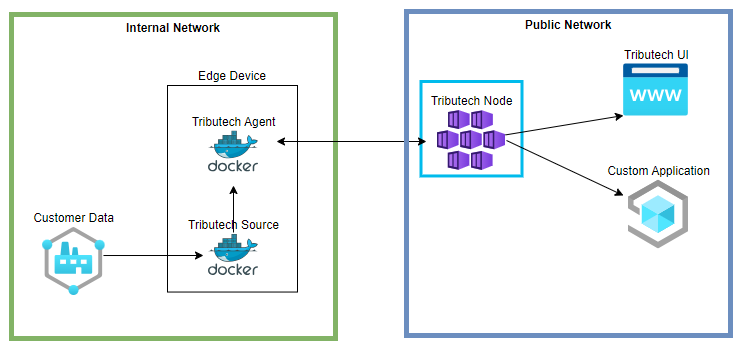 Internal Network
Public Network
Edge Device
Tributech Agent
docker
Tributech Source
docker
Customer Data
Tributech Node
Tributech UI
WWW
Custom Application